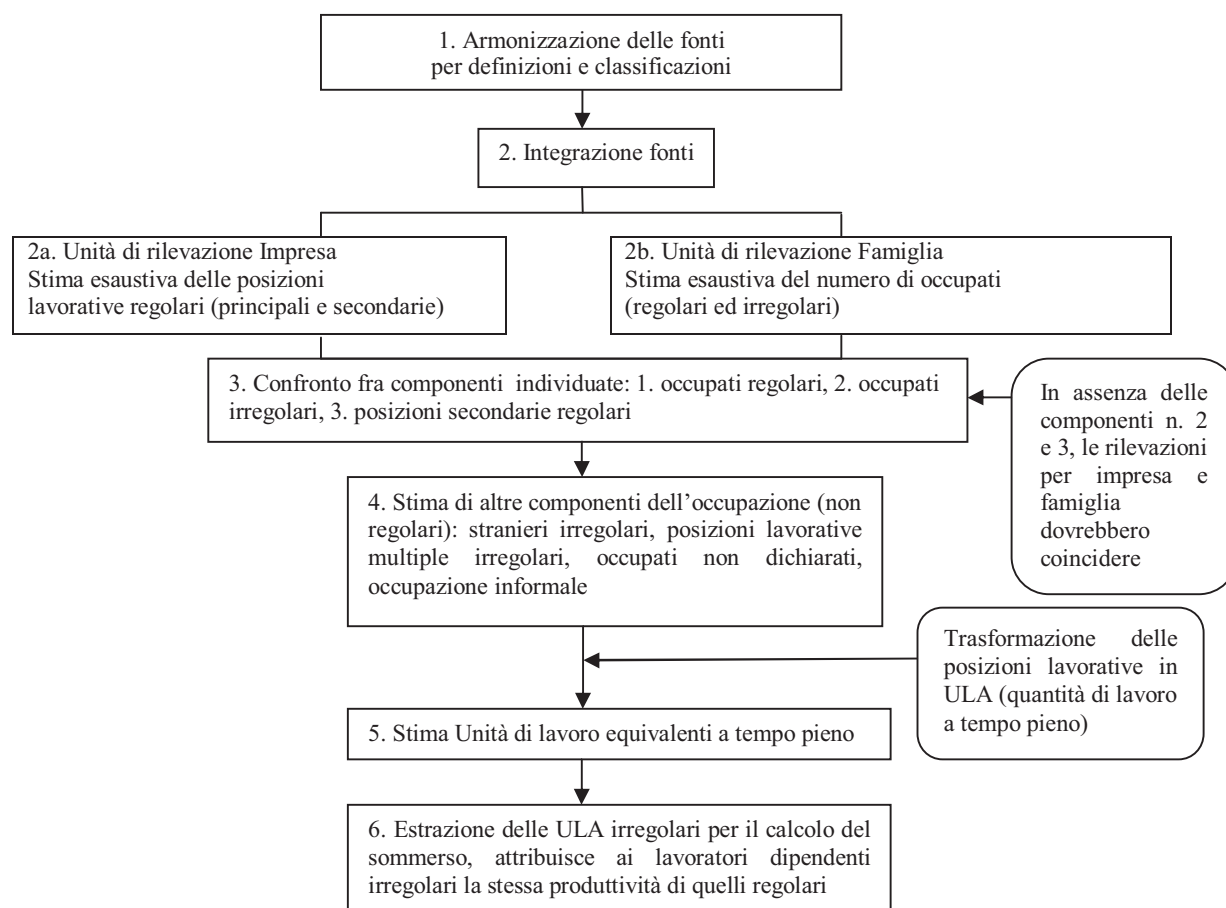 1. Armonizzazione delle fonti
per definizioni e classificazioni
2. Integrazione fonti
2a. Unità di rilevazione Impresa
Stima esaustiva delle posizioni
lavorative regolari (principali e secondarie)
2b. Unità di rilevazione Famiglia
Stima esaustiva del numero di occupati
(regolari ed irregolari)
3. Confronto fra componenti individuate: 1. occupati regolari, 2. occupati
irregolari, 3. posizioni secondarie regolari
In assenza delle
componenti n. 2
e 3, le rilevazioni
per impresa e
famiglia
dovrebbero
coincidere
4. Stima di altre componenti dell’occupazione (non
regolari): stranieri irregolari, posizioni lavorative
multiple irregolari, occupati non dichiarati,
occupazione informale
Trasformazione delle
posizioni lavorative in
ULA (quantità di lavoro
a tempo pieno)
5. Stima Unità di lavoro equivalenti a tempo pieno
6. Estrazione delle ULA irregolari per il calcolo del
sommerso, attribuisce ai lavoratori dipendenti
irregolari la stessa produttività di quelli regolari